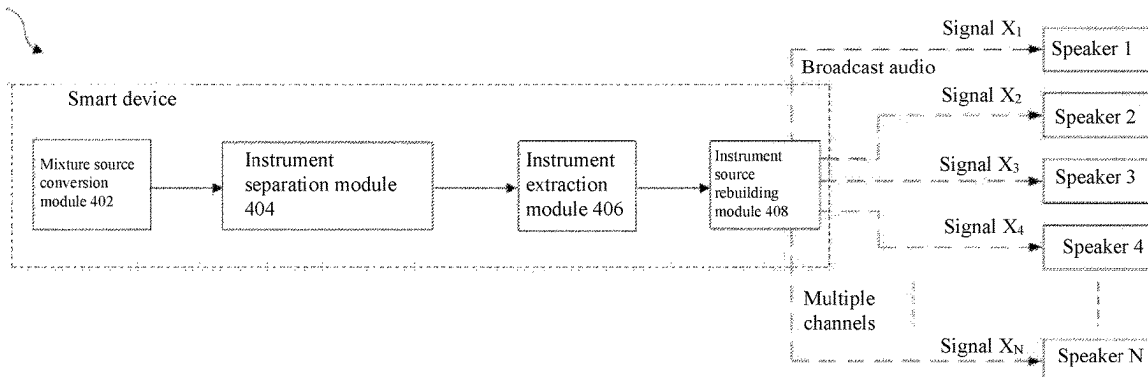 Signal X1
Speaker 1
Broadcast audio
Smart device
Signal X2
Speaker 2
Mixture source
conversion
module 402
Instrument
separation module
404
Instrument
extraction
module 406
Instrument
source
rebuilding
module 408
Signal X3
Speaker 3
Signal X4
Speaker 4
Multiple
channels
Signal XN
Speaker N